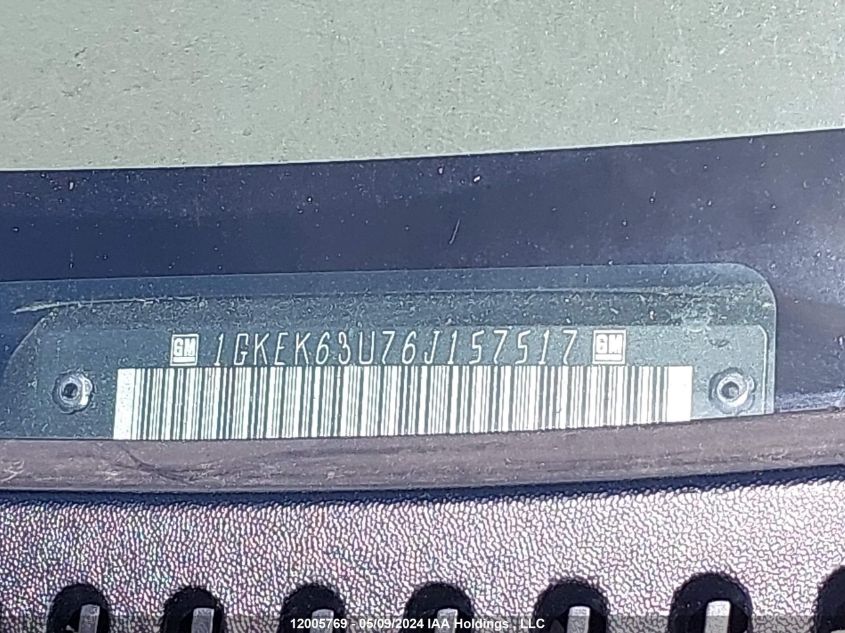 GM 1GKEK63U76J157517 GM
12005769 - 05/09/2024 IAA Holdings, LLC